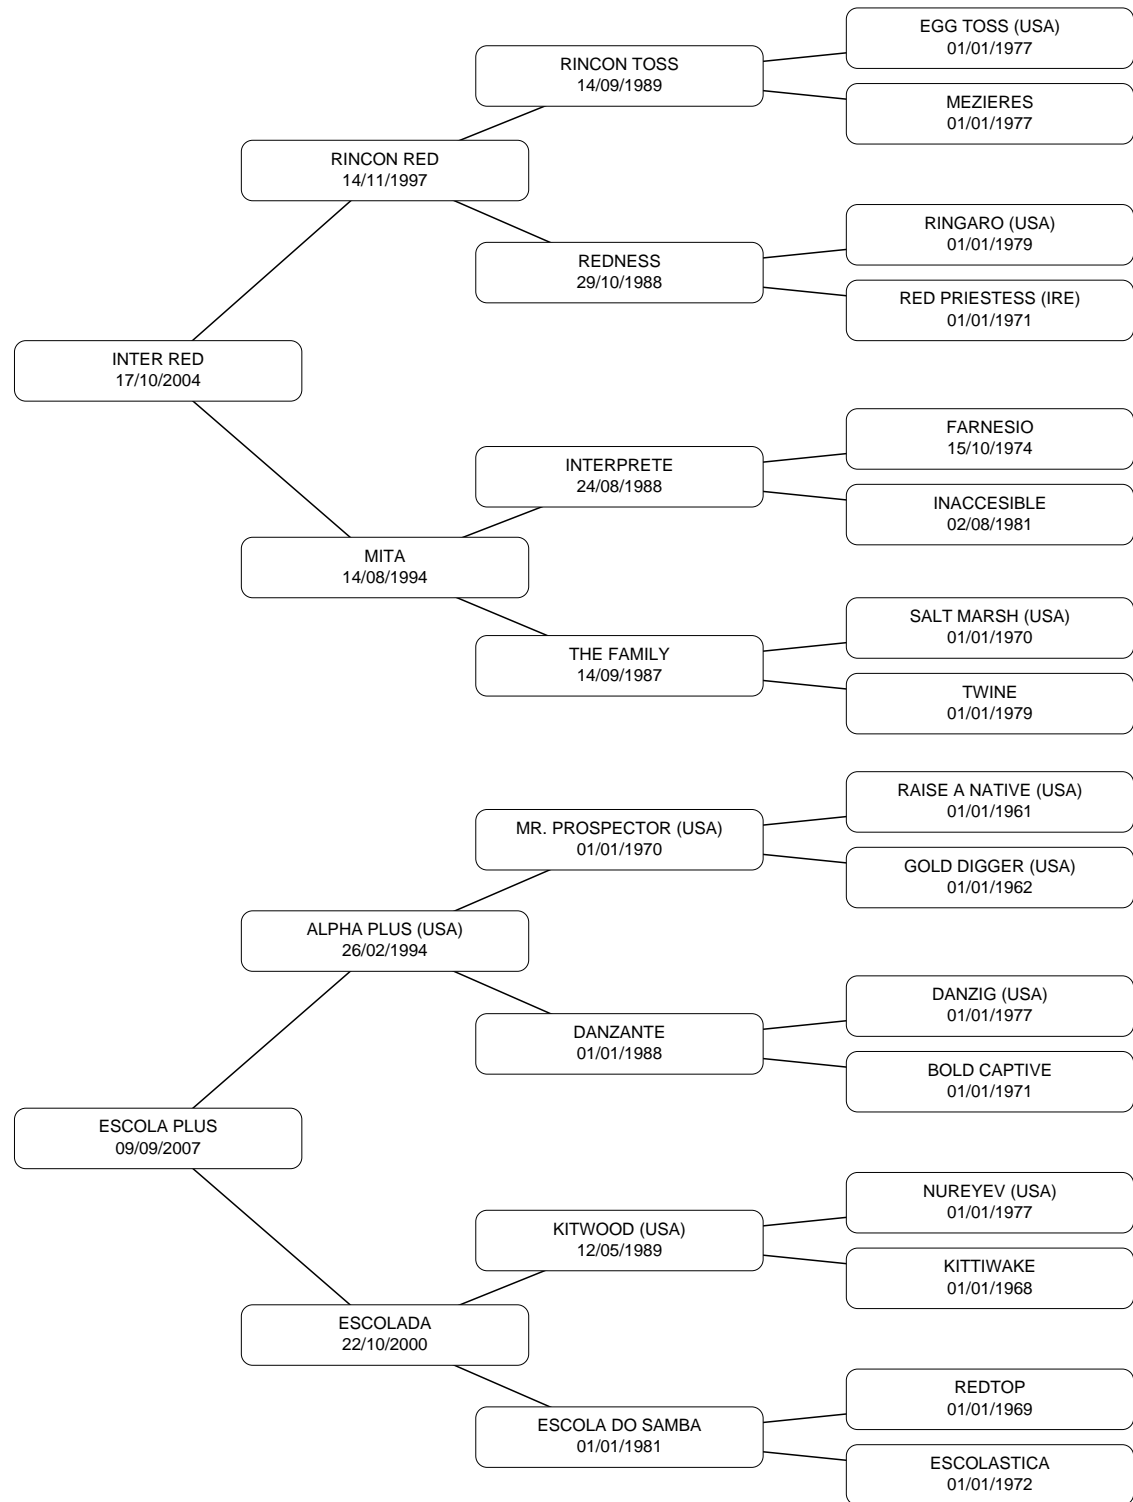 EGG TOSS (USA)
01/01/1977
RINCON TOSS
14/09/1989
MEZIERES
01/01/1977
RINCON RED
14/11/1997
RINGARO (USA)
01/01/1979
REDNESS
29/10/1988
RED PRIESTESS (IRE)
01/01/1971
INTER RED
17/10/2004
FARNESIO
15/10/1974
INTERPRETE
24/08/1988
INACCESIBLE
02/08/1981
MITA
14/08/1994
SALT MARSH (USA)
01/01/1970
THE FAMILY
14/09/1987
TWINE
01/01/1979
RAISE A NATIVE (USA)
01/01/1961
MR. PROSPECTOR (USA)
01/01/1970
GOLD DIGGER (USA)
01/01/1962
ALPHA PLUS (USA)
26/02/1994
DANZIG (USA)
01/01/1977
DANZANTE
01/01/1988
BOLD CAPTIVE
01/01/1971
ESCOLA PLUS
09/09/2007
NUREYEV (USA)
01/01/1977
KITWOOD (USA)
12/05/1989
KITTIWAKE
01/01/1968
ESCOLADA
22/10/2000
REDTOP
01/01/1969
ESCOLA DO SAMBA
01/01/1981
ESCOLASTICA
01/01/1972